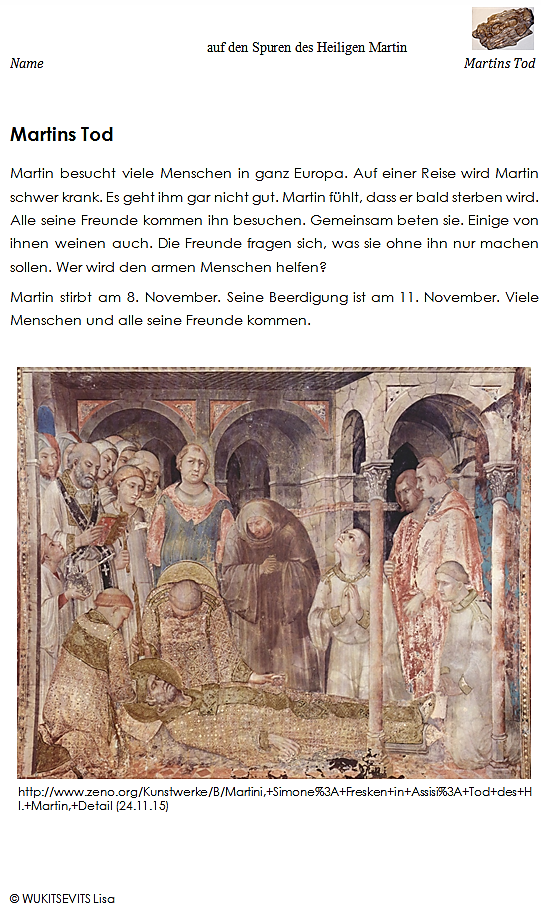 auf den Spuren des Heiligen Martin
Name
Martins Tod
Martins Tod
Martin besucht viele Menschen in ganz Europa. Auf einer Reise wird Martin
schwer krank. Es geht ihm gar nicht gut. Martin fühlt, dass er bald sterben wird.
Alle seine Freunde kommen ihn besuchen. Gemeinsam beten sie. Einige von
ihnen weinen auch. Die Freunde fragen sich, was sie ohne ihn nur machen
sollen. Wer wird den armen Menschen helfen?
Martin stirbt am 8. November. Seine Beerdigung ist am 11. November. Viele
Menschen und alle seine Freunde kommen.
http://www.zeno.org/Kunstwerke/B/Martini,+Simone%3A+Fresken+in+Assisi%3A+Tod+des+H
l.+Martin,+Detail (24.11.15)
© WUKITSEVITS Lisa